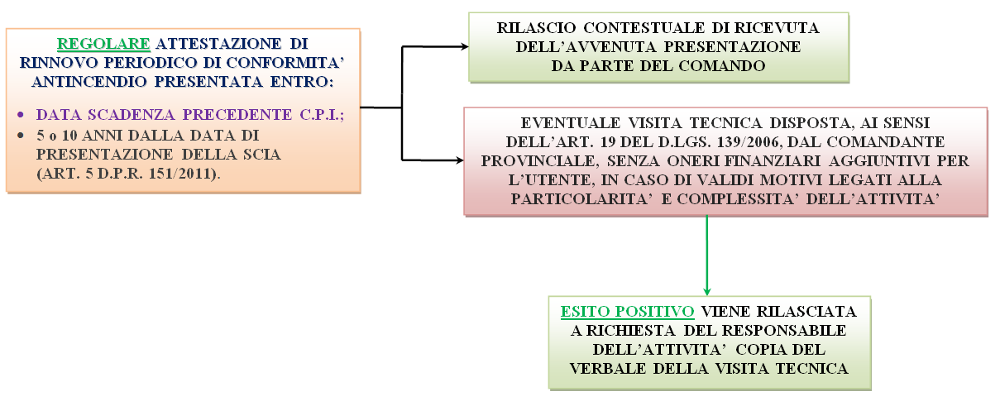 REGOLARE ATTESTAZIONE DI
RINNOVO PERIODICO DI CONFORMITA’
ANTINCENDIO PRESENTATA ENTRO:
• DATA SCADENZA PRECEDENTE C.P.I.;
• 5 o 10 ANNI DALLA DATA DI
PRESENTAZIONE DELLA SCIA
(ART. 5 D.P.R. 151/2011).
RILASCIO CONTESTUALE DI RICEVUTA
DELL’AVVENUTA PRESENTAZIONE
DA PARTE DEL COMANDO
EVENTUALE VISITA TECNICA DISPOSTA, AI SENSI
DELL’ART. 19 DEL D.LGS. 139/2006, DAL COMANDANTE
PROVINCIALE, SENZA ONERI FINANZIARI AGGIUNTIVI PER
L’UTENTE, IN CASO DI VALIDI MOTIVI LEGATI ALLA
PARTICOLARITA’ E COMPLESSITA’ DELL’ATTIVITA’
ESITO POSITIVO VIENE RILASCIATA
A RICHIESTA DEL RESPONSABILE
DELL’ATTIVITA’ COPIA DEL
VERBALE DELLA VISITA TECNICA